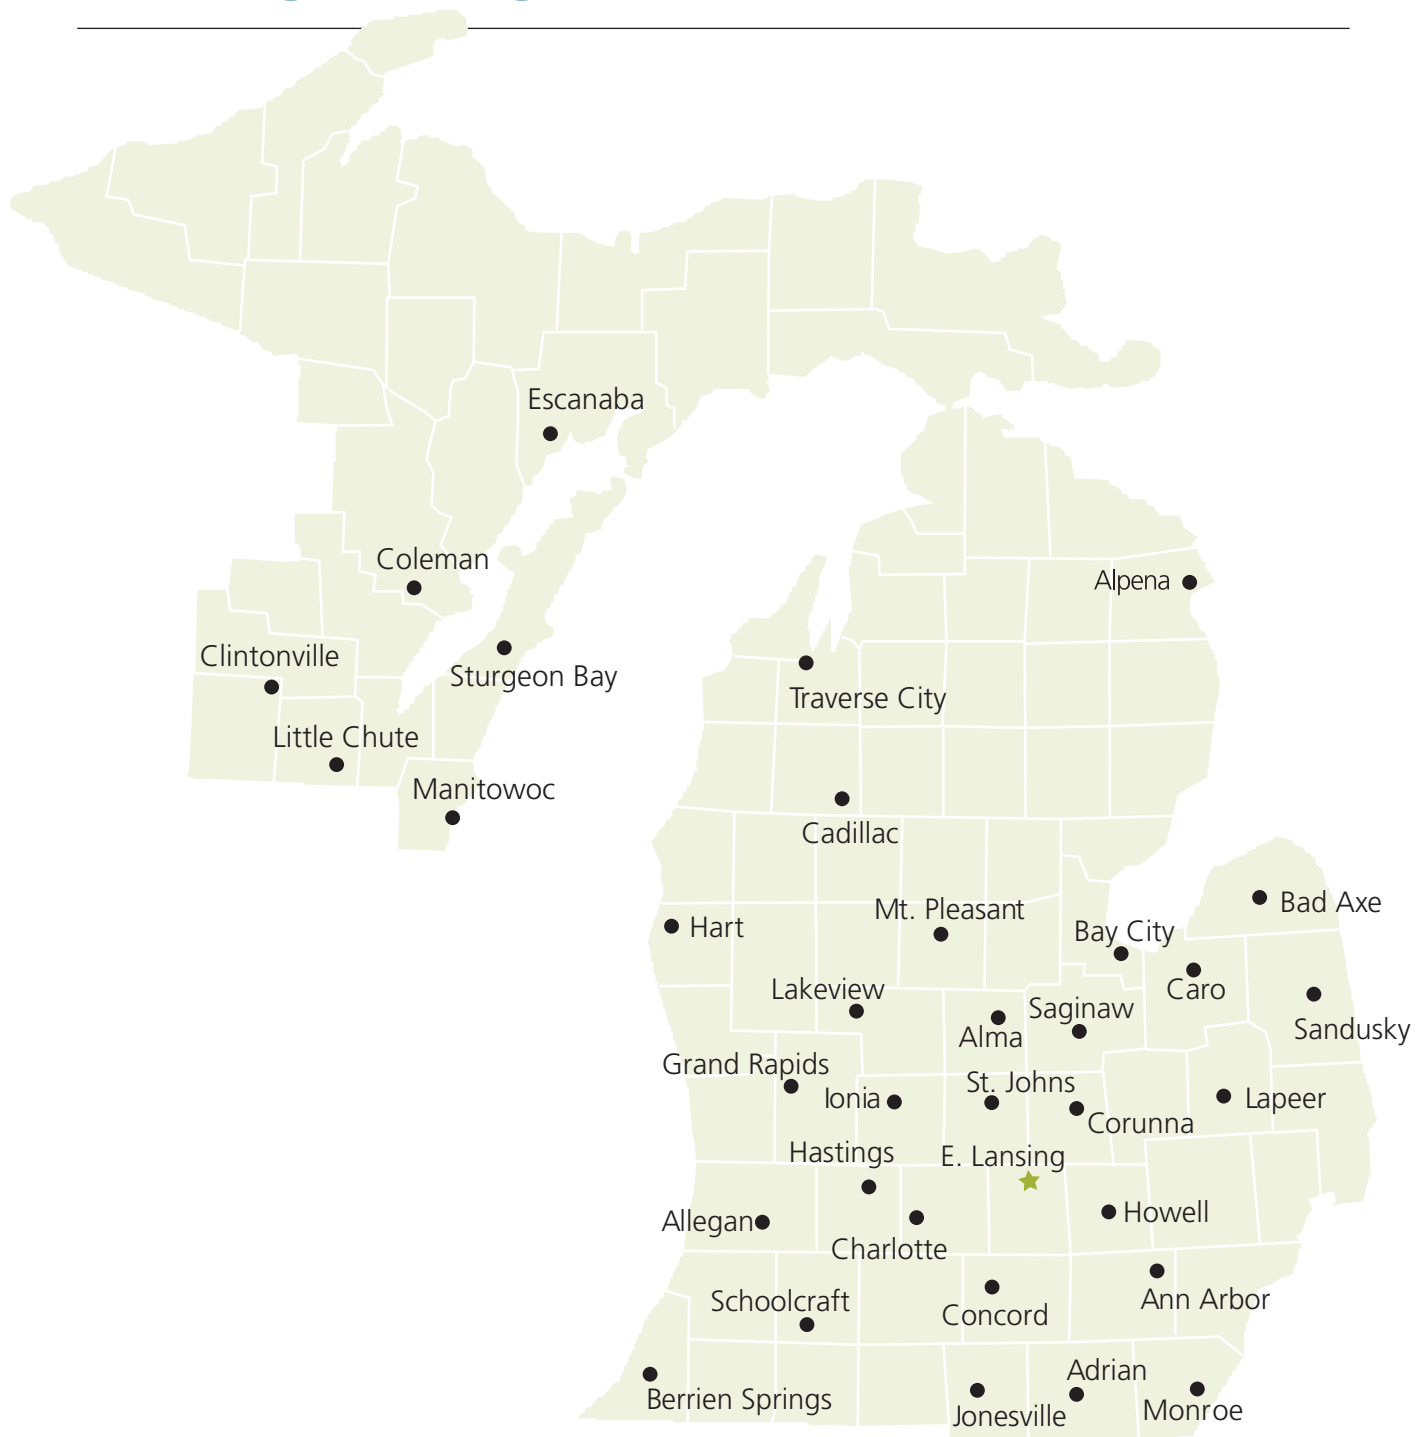 Escanaba
Coleman
Alpena
Clintonville
Sturgeon Bay
Traverse City
Little Chute
Manitowoc
Cadillac
Bad Axe
Mt. Pleasant
Hart
Bay City
Lakeview
Caro
Saginaw
Sandusky
Alma
Grand Rapids
St. Johns
Ionia
Lapeer
Corunna
Hastings
E. Lansing
Allegan
Howell
Charlotte
Schoolcraft
Ann Arbor
Concord
Adrian
Berrien Springs
Monroe
Jonesville